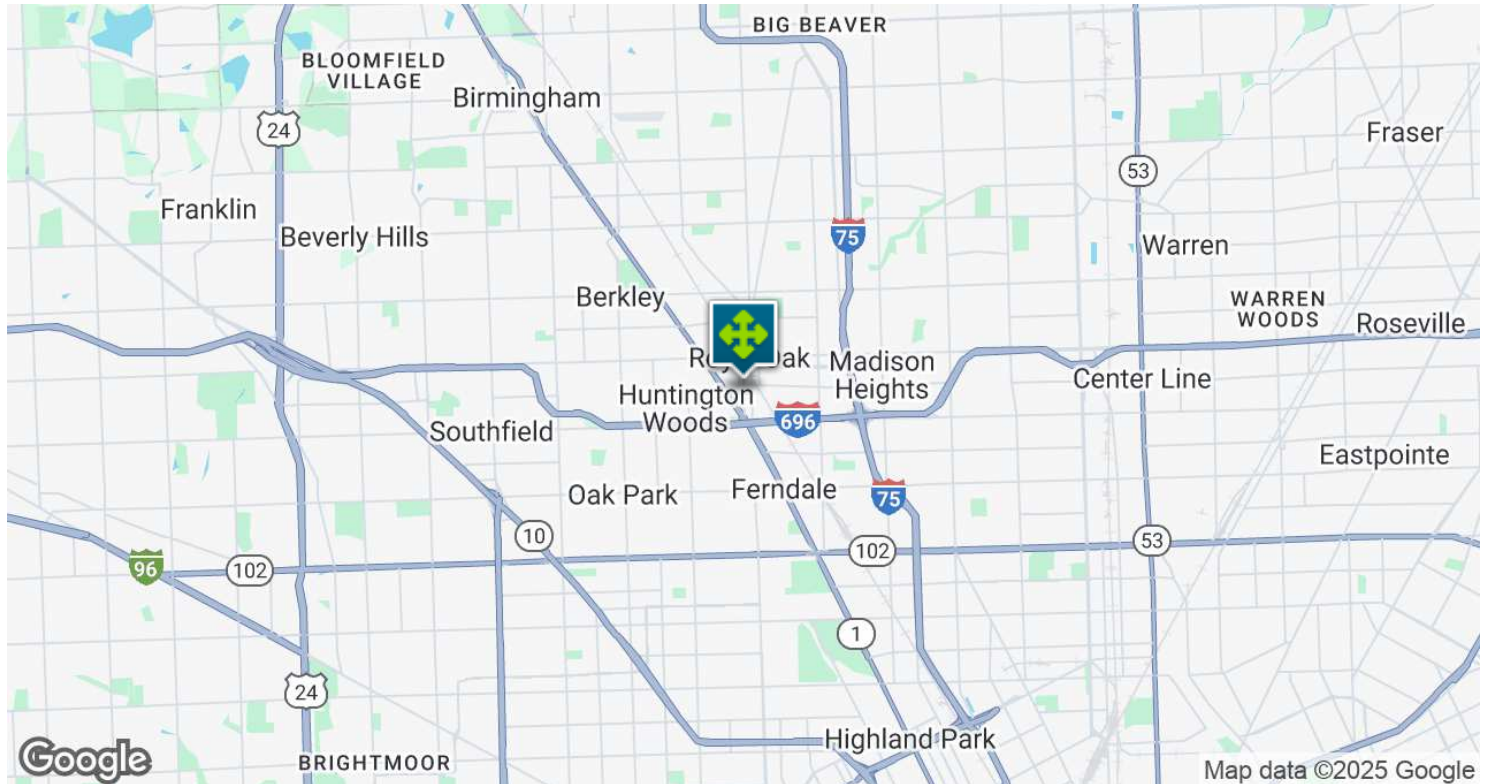 BIG BEAVER
BLOOMFIELD
VILLAGE
Birmingham
24
Fraser
53
Franklin
Beverly Hills
75
Warren
Berkley
WARREN
WOODS
Roseville
Oak
Madison
Heights
Huntington
Woods
Center Line
696
Southfield
Eastpointe
Oak Park
Ferndale
75
10
102
53
96
102
1
24
Highland Park
BRIGHTMOOR
Google
Map data ©2025 Google